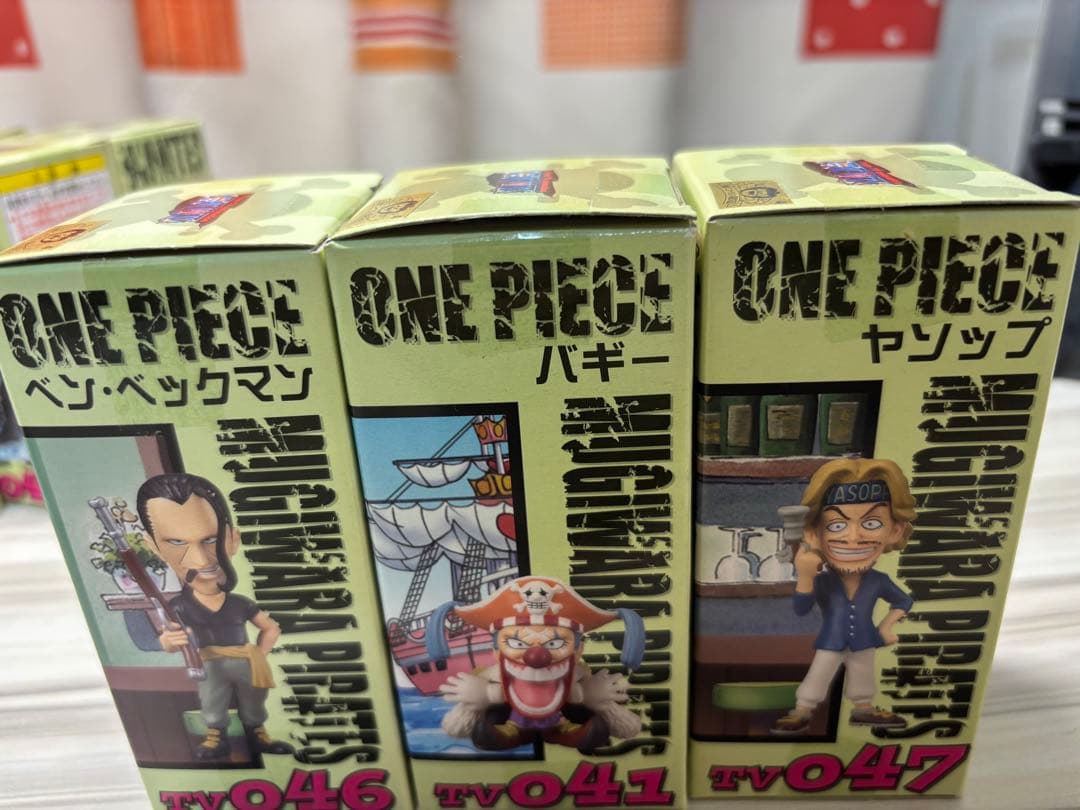 ONE PIECE
ベン・ベックマン
MUGIWARA PIRATES
TV046
ONE PIECE
バギー
MUGIWARA PIRATES
TV041
ONE PIECE
ヤソップ
YASOP
MUGIWARA PIRATES
TV047